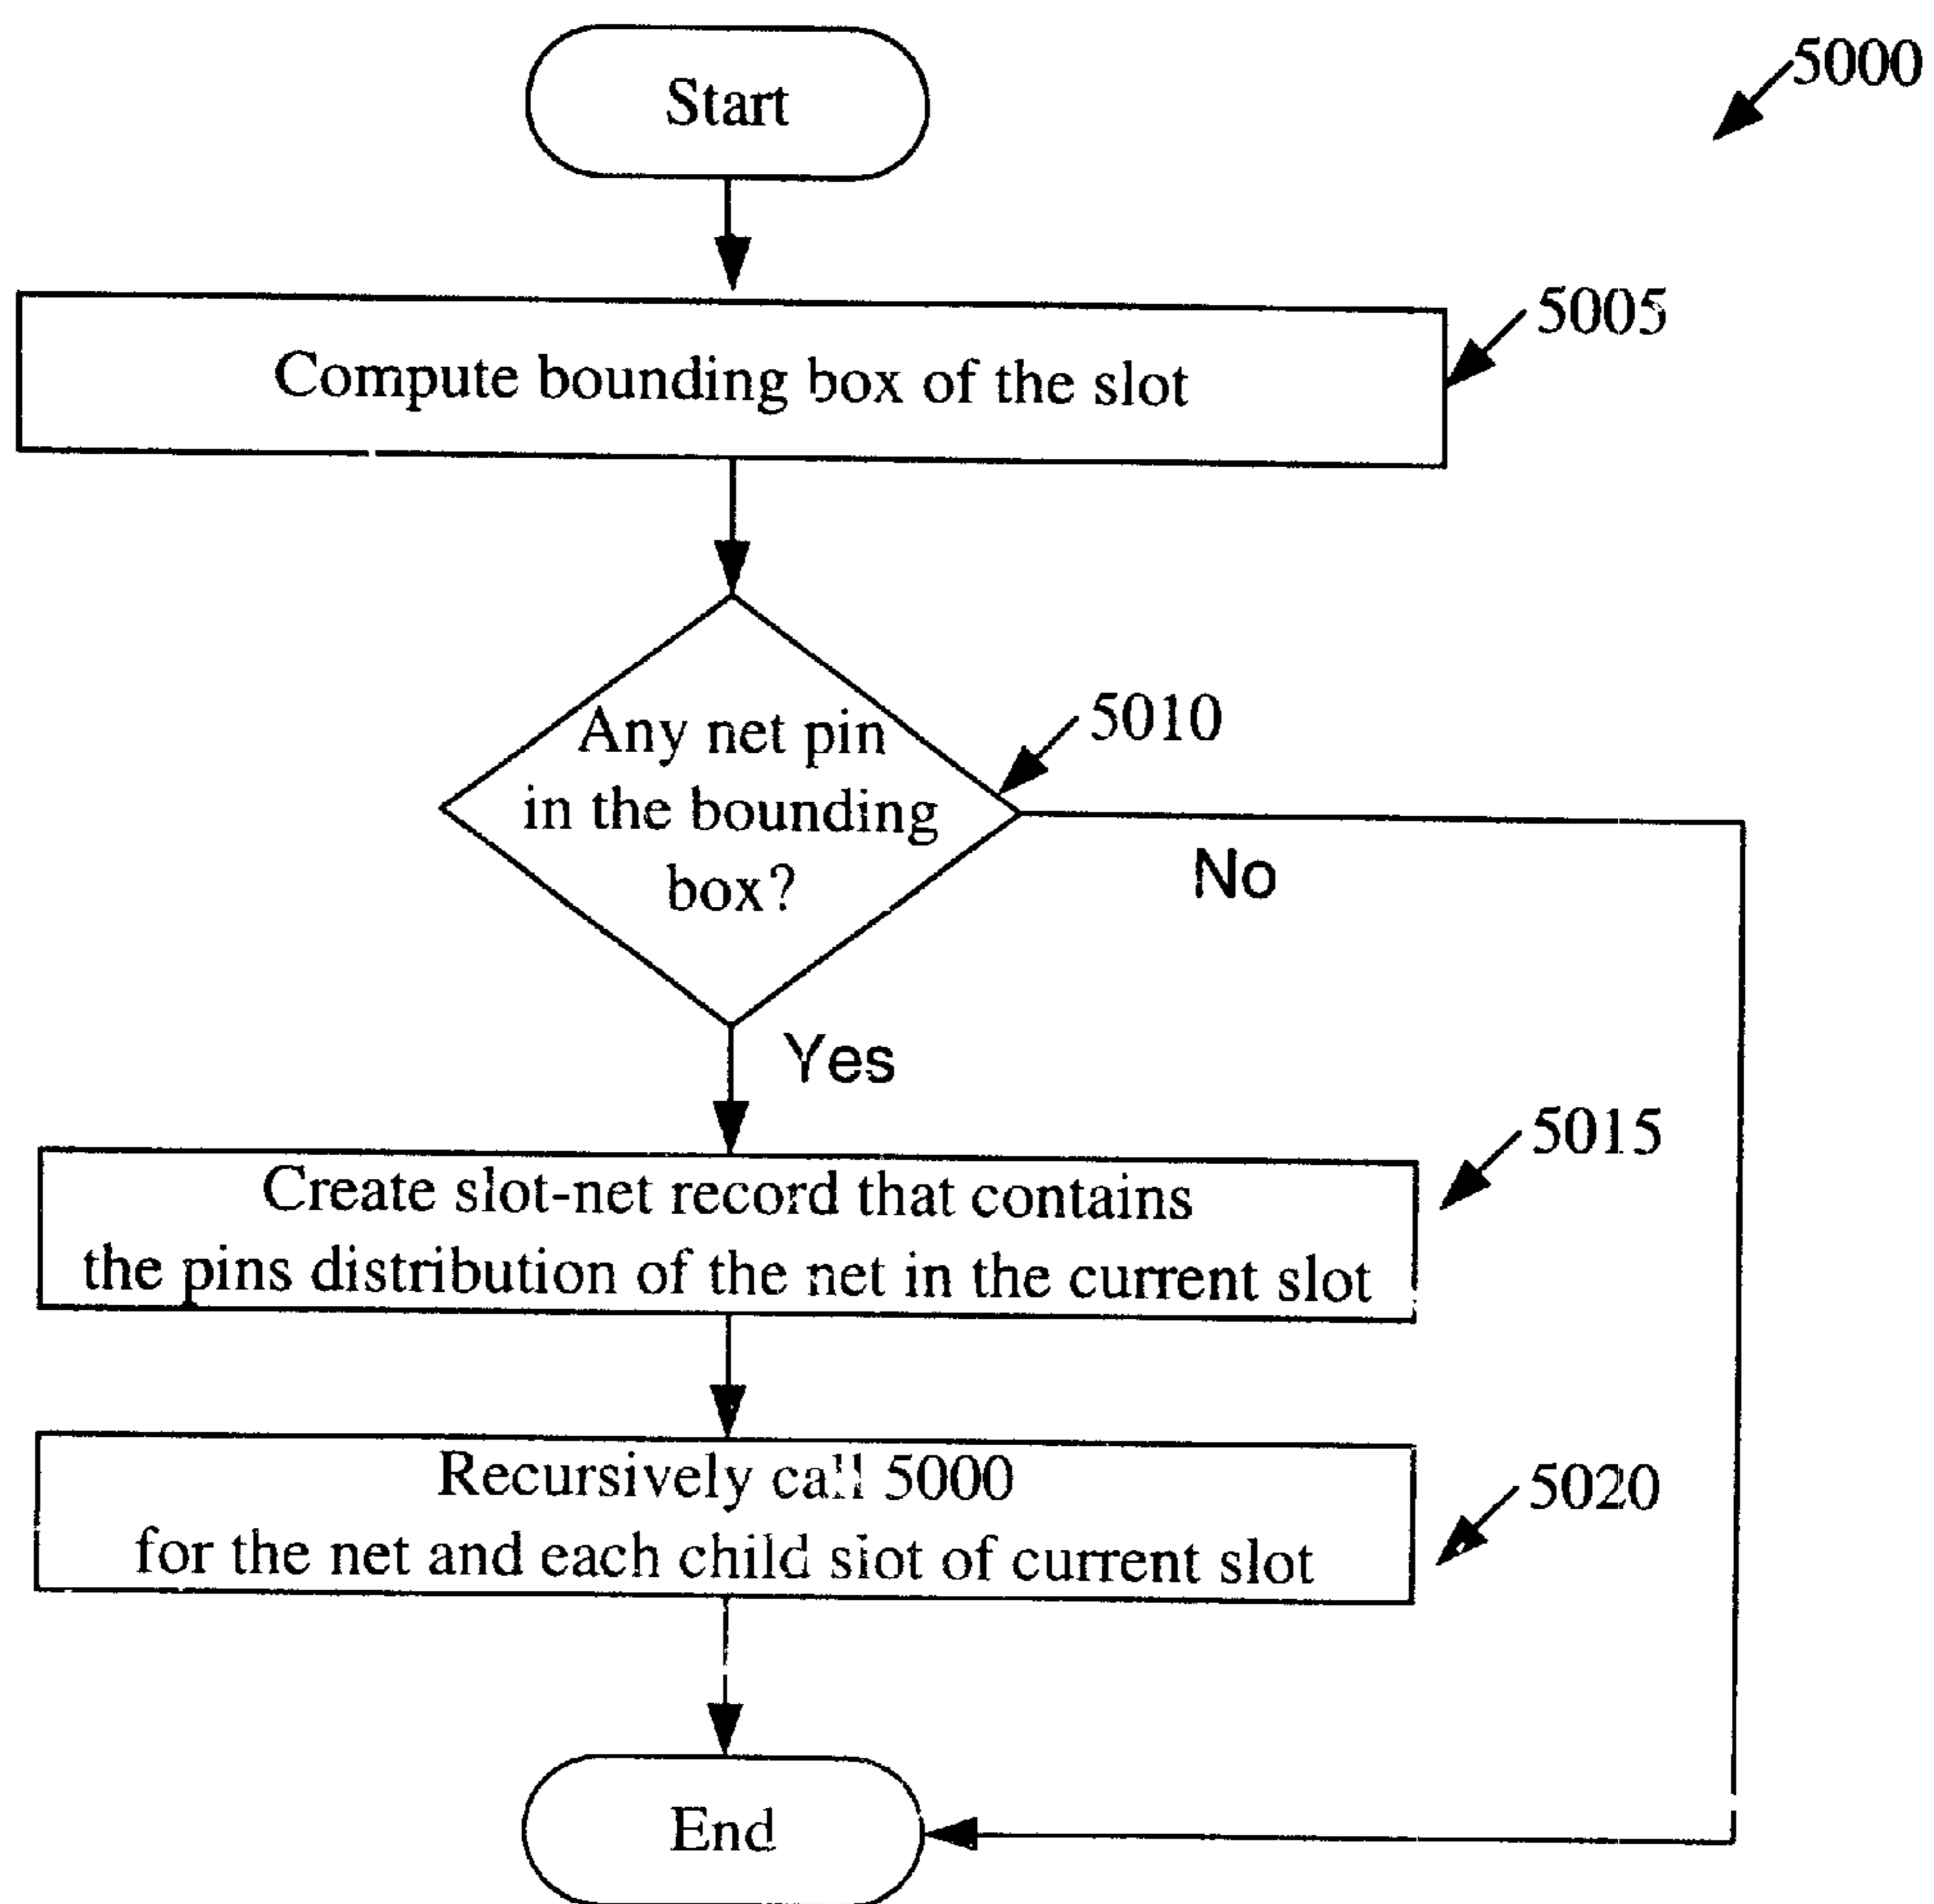 Start
5000
Compute bounding box of the slot
5005
Any net pin
in the bounding
box?
5010
No
Yes
Create slot-net record that contains
the pins distribution of the net in the current slot
5015
Recursively call 5000
for the net and each child slot of current slot
5020
End